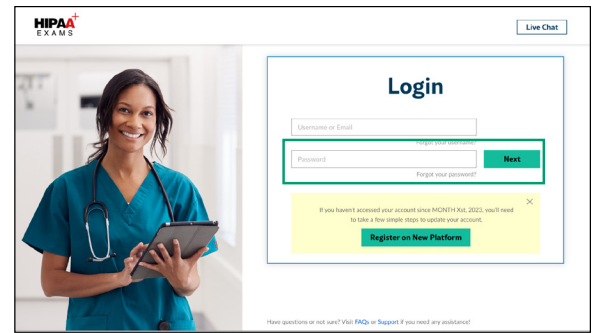 HIPAA+
EXAMS
Live Chat
Login
Username or Email
Forgot your username?
Password
Next
Forgot your password?
If you haven't accessed your account since MONTH Xst, 2023, you'll need
to take a few simple steps to update your account.
Register on New Platform
Have questions or not sure? Visit FAQs or Support if you need any assistance!